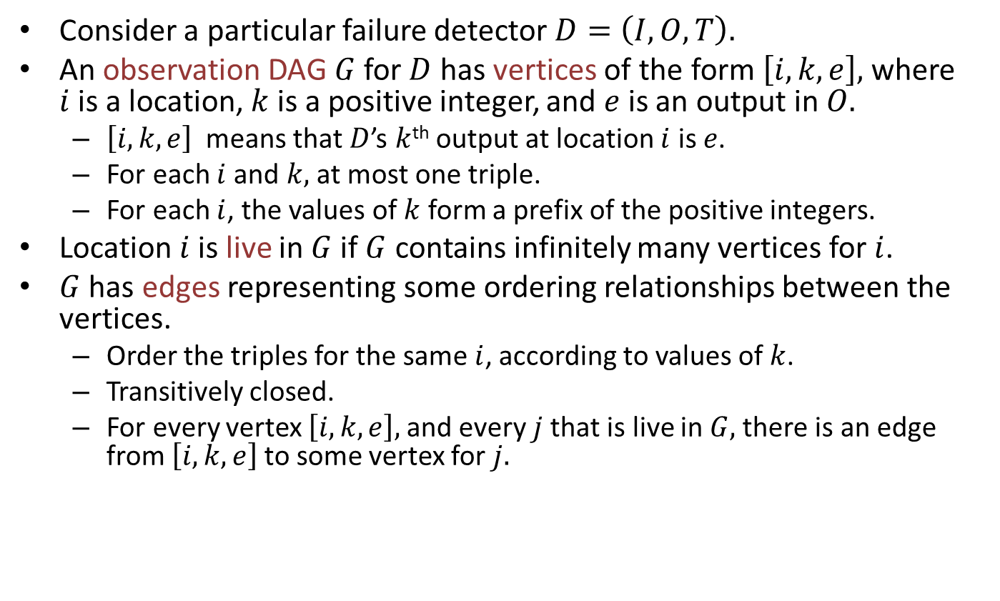 • Consider a particular failure detector D = (I, O, T).
• An observation DAG G for D has vertices of the form [i, k, e], where
i is a location, k is a positive integer, and e is an output in O.
– [i, k, e] means that D's kth output at location i is e.
– For each i and k, at most one triple.
– For each i, the values of k form a prefix of the positive integers.
• Location i is live in G if G contains infinitely many vertices for i.
• G has edges representing some ordering relationships between the
vertices.
– Order the triples for the same i, according to values of k.
– Transitively closed.
– For every vertex [i, k, e], and every j that is live in G, there is an edge
from [i, k, e] to some vertex for j.